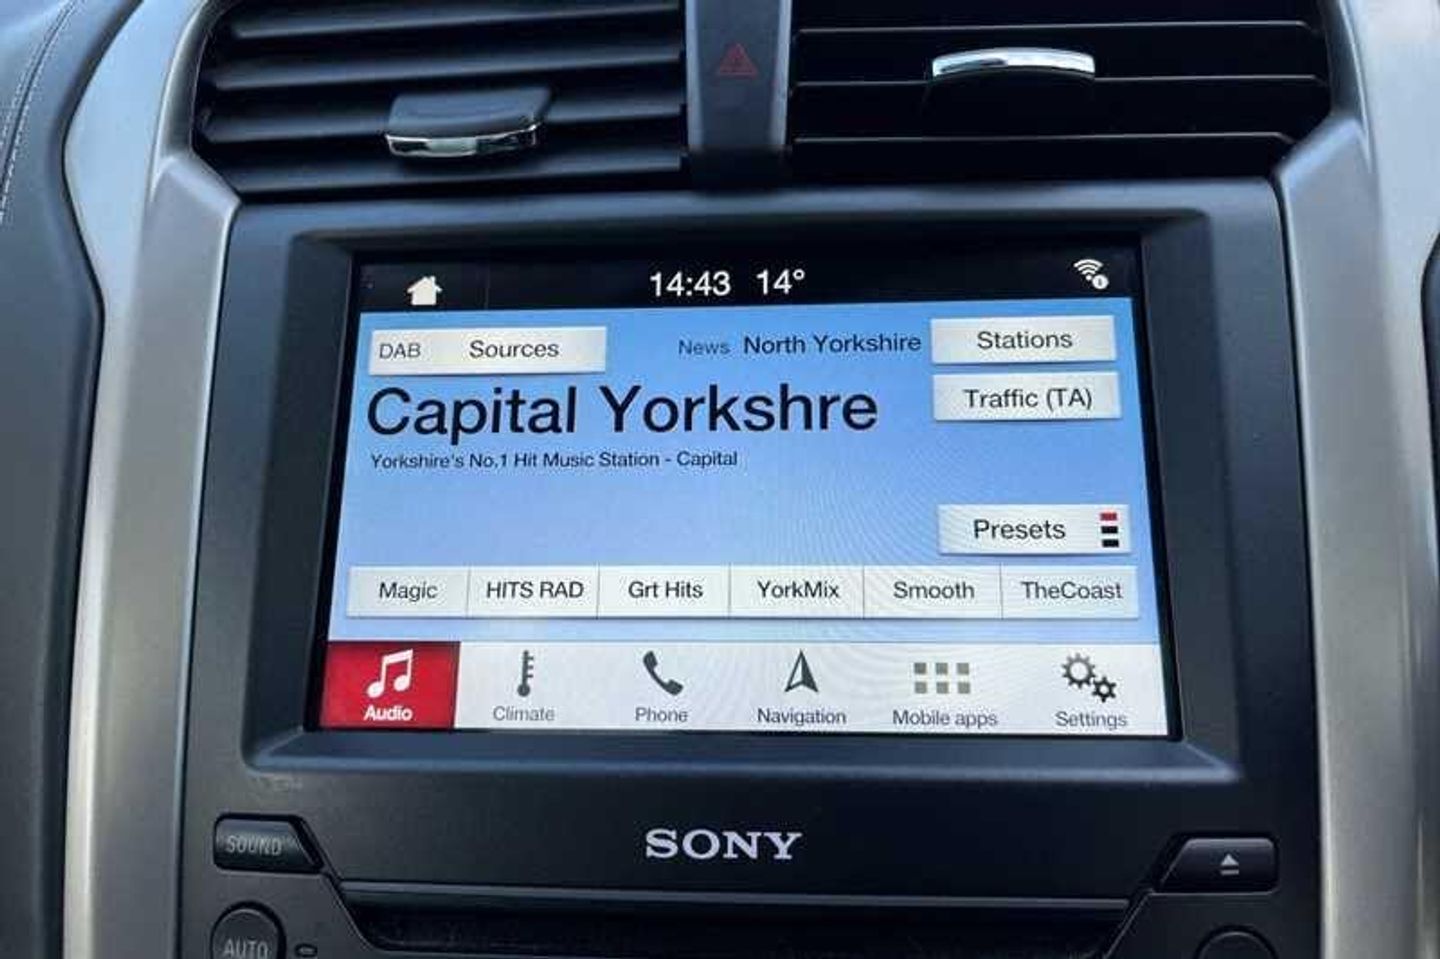 14:43 14°
DAB Sources News North Yorkshire Stations
Capital Yorkshre Traffic (TA)
Yorkshire's No.1 Hit Music Station - Capital
Presets
Magic HITS RAD Grt Hits YorkMix Smooth TheCoast
Audio Climate Phone Navigation Mobile apps Settings
SONY
SOUND
AUTO